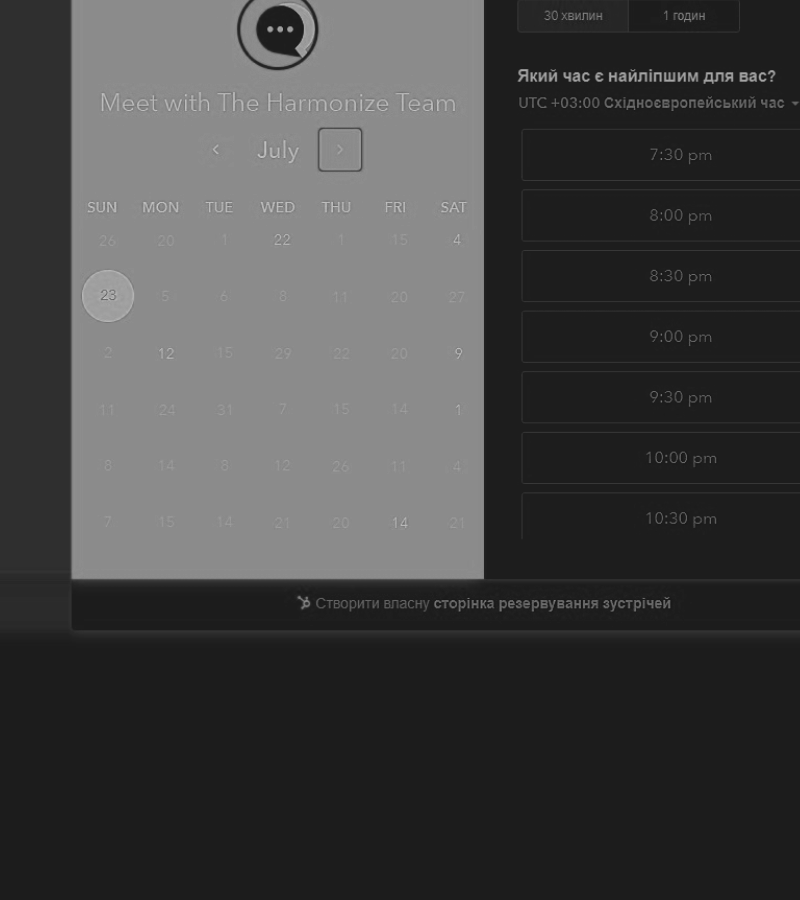 Meet with The Harmonize Team
July
SUN MON TUE WED THU FRI SAT
26 20 1 22 1 15 4
23 5 6 8 11 20 27
2 12 15 29 22 20 9
11 24 31 7 15 14 1
8 14 8 12 26 11 4
7 15 14 21 20 14 21
30 хвилин 1 годин
Який час є найліпшим для вас?
UTC +03:00 Східноєвропейський час
7:30 pm
8:00 pm
8:30 pm
9:00 pm
9:30 pm
10:00 pm
10:30 pm
Створити власну сторінка резервування зустрічей